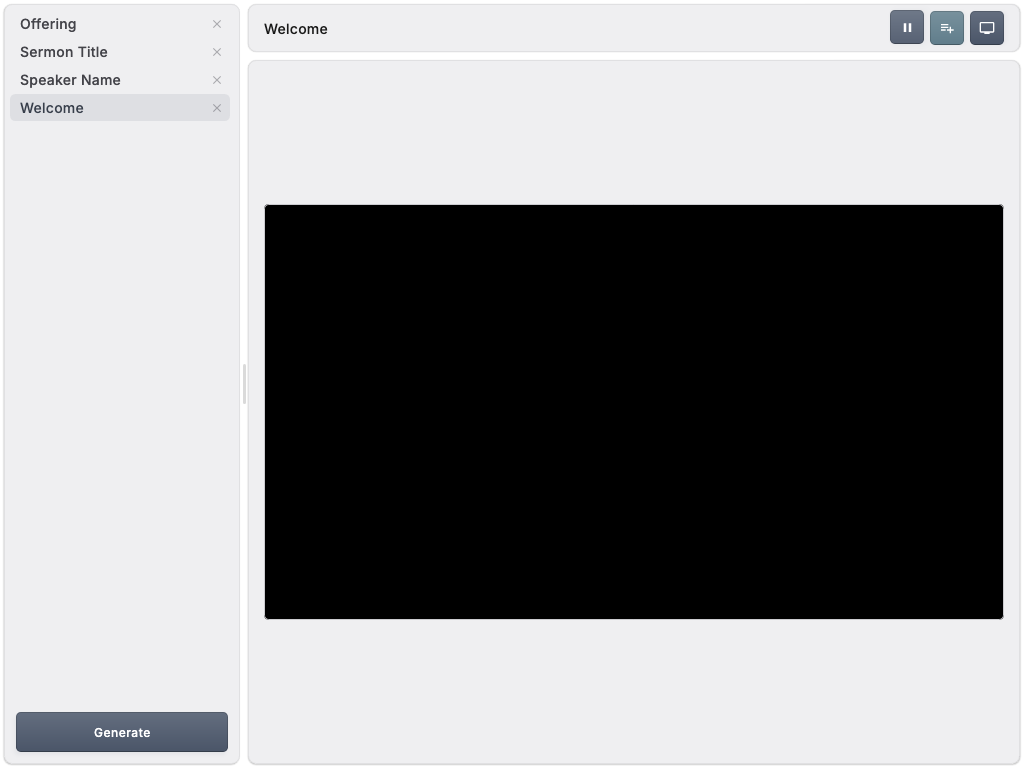 Offering
Sermon Title
Speaker Name
Welcome
Generate
Welcome